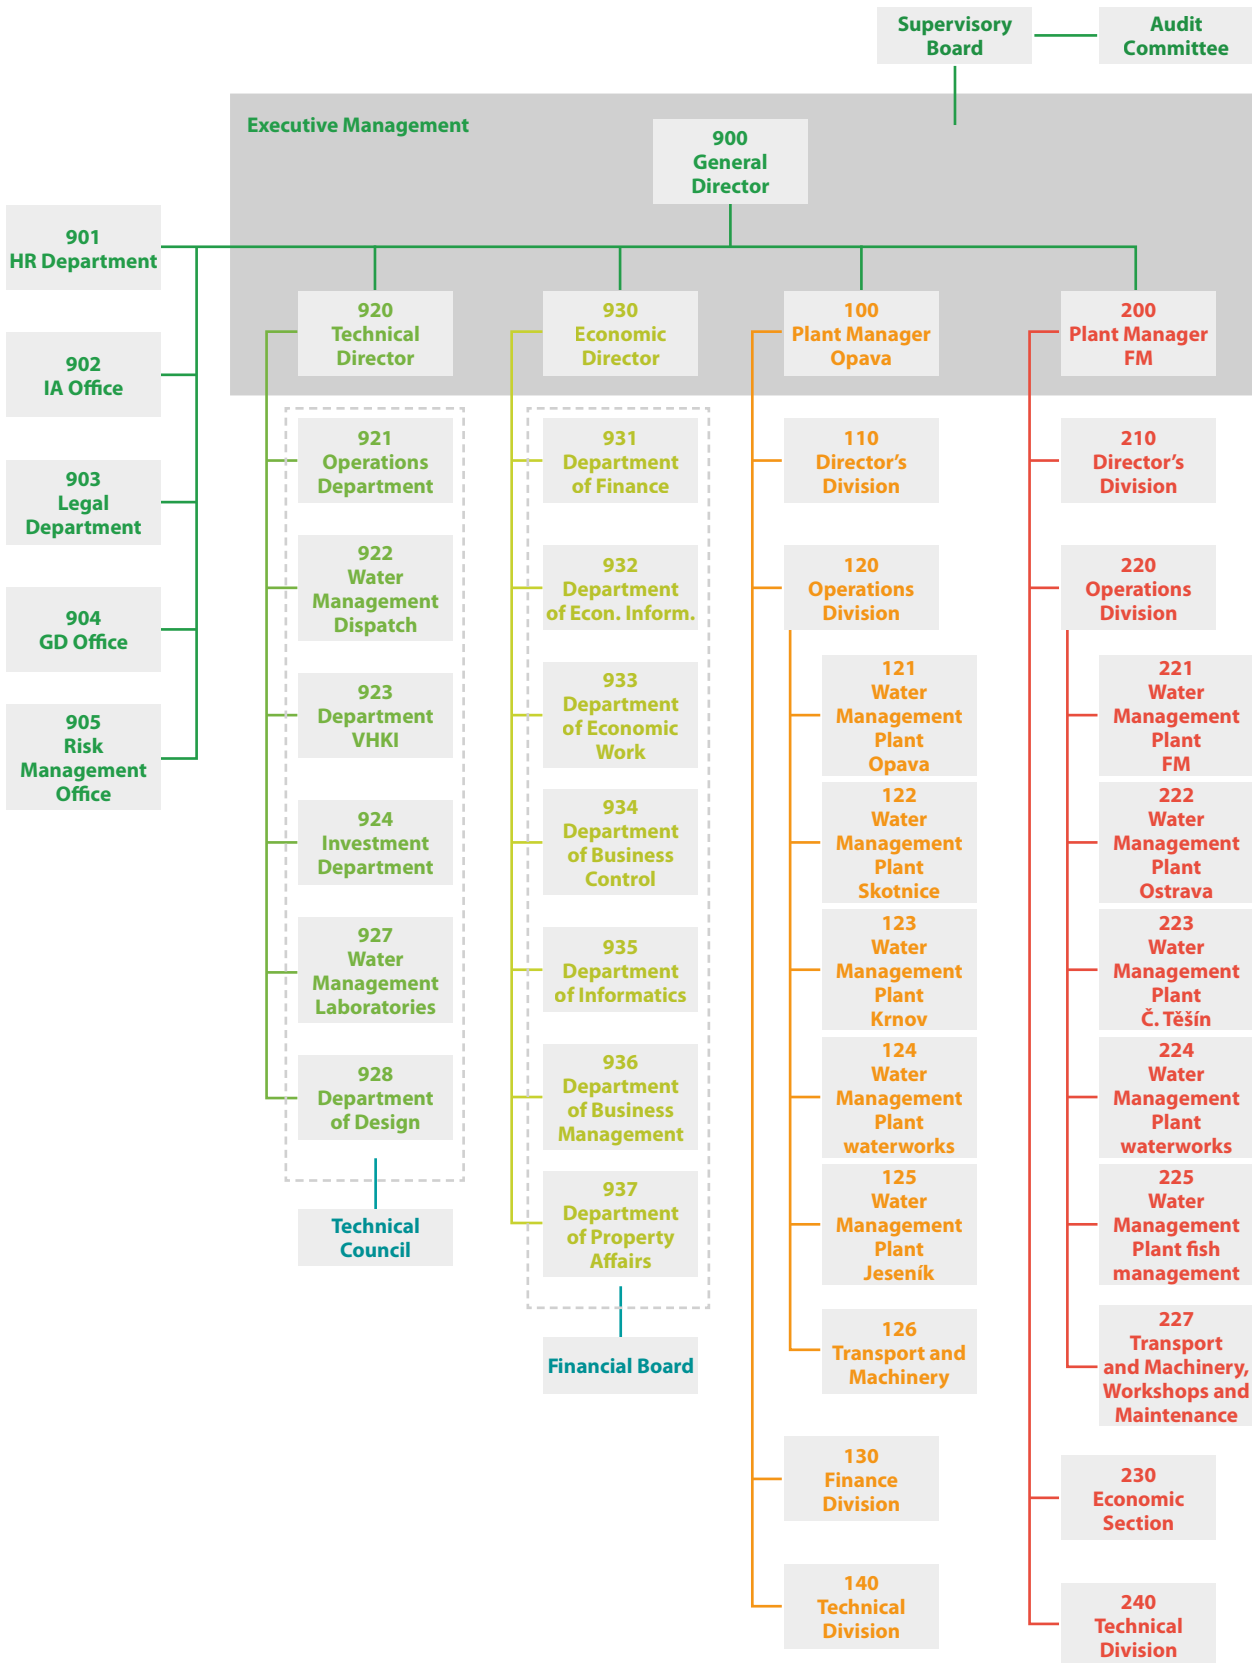 Supervisory
Board
Audit
Committee
Executive Management
900
General
Director
901
HR Department
902
IA Office
903
Legal
Department
904
GD Office
905
Risk
Management
Office
920
Technical
Director
921
Operations
Department
922
Water
Management
Dispatch
923
Department
VHKI
924
Investment
Department
927
Water
Management
Laboratories
928
Department
of Design
Technical
Council
930
Economic
Director
931
Department
of Finance
932
Department
of Econ. Inform.
933
Department
of Economic
Work
934
Department
of Business
Control
935
Department
of Informatics
936
Department
of Business
Management
937
Department
of Property
Affairs
Financial Board
100
Plant Manager
Opava
110
Director’s
Division
120
Operations
Division
121
Water
Management
Plant
Opava
122
Water
Management
Plant
Skotnice
123
Water
Management
Plant
Krnov
124
Water
Management
Plant
waterworks
125
Water
Management
Plant
Jeseník
126
Transport and
Machinery
130
Finance
Division
140
Technical
Division
200
Plant Manager
FM
210
Director’s
Division
220
Operations
Division
221
Water
Management
Plant
FM
222
Water
Management
Plant
Ostrava
223
Water
Management
Plant
Č. Těšín
224
Water
Management
Plant
waterworks
225
Water
Management
Plant fish
management
227
Transport
and Machinery,
Workshops and
Maintenance
230
Economic
Section
240
Technical
Division